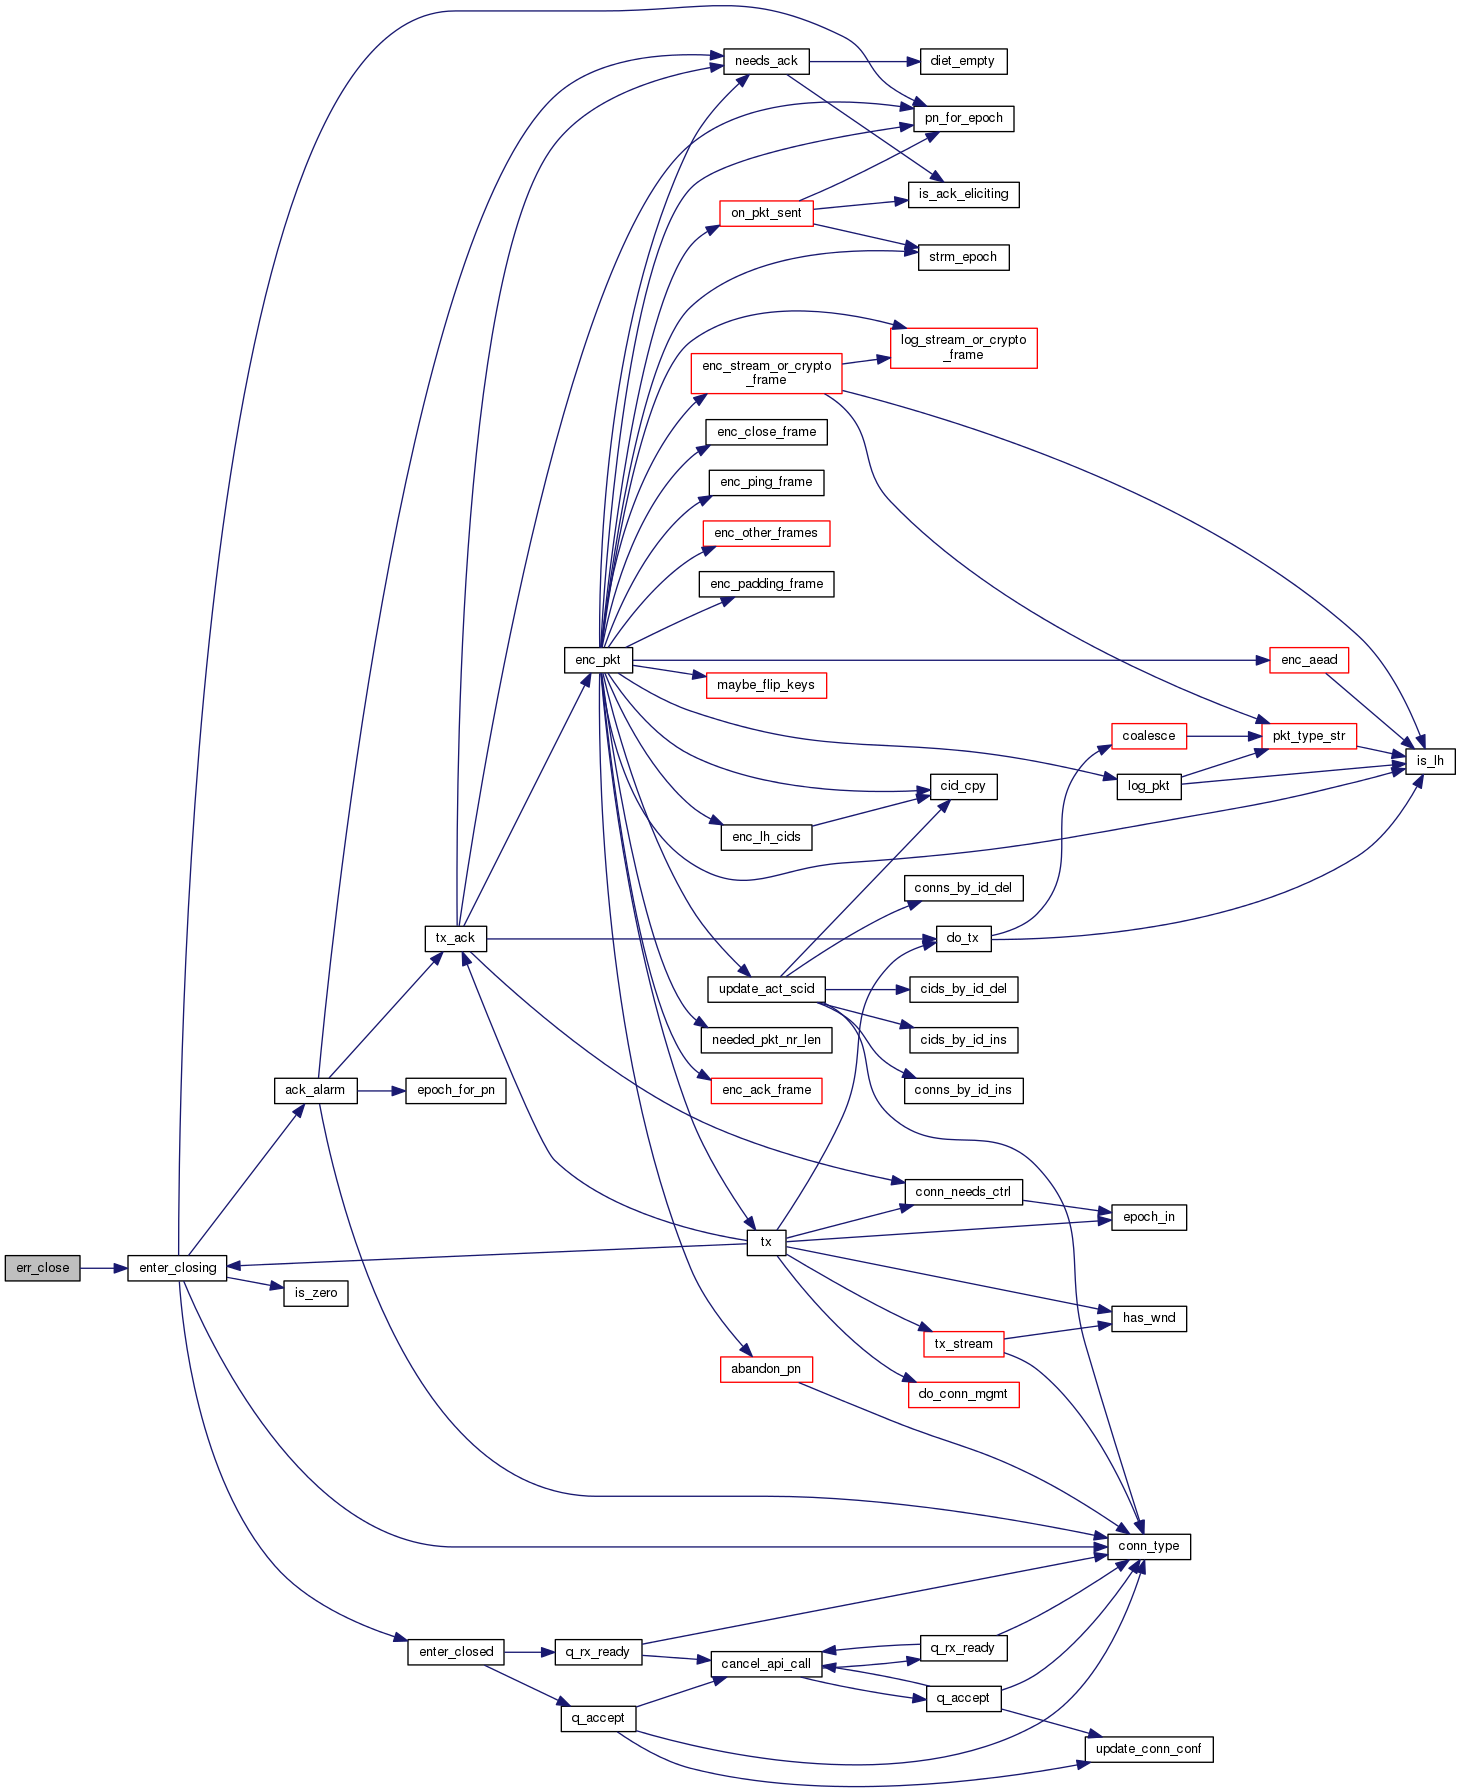 needs_ack
diet_empty
pn_for_epoch
is_ack_eliciting
on_pkt_sent
strm_epoch
log_stream_or_crypto
_frame
enc_stream_or_crypto
_frame
enc_close_frame
enc_ping_frame
enc_other_frames
enc_padding_frame
enc_pkt
enc_aead
maybe_flip_keys
coalesce
pkt_type_str
is_lh
log_pkt
cid_cpy
enc_lh_cids
conns_by_id_del
tx_ack
do_tx
update_act_scid
cids_by_id_del
needed_pkt_nr_len
cids_by_id_ins
ack_alarm
epoch_for_pn
enc_ack_frame
conns_by_id_ins
conn_needs_ctrl
epoch_in
tx
err_close
enter_closing
is_zero
has_wnd
tx_stream
abandon_pn
do_conn_mgmt
conn_type
enter_closed
q_rx_ready
cancel_api_call
q_rx_ready
q_accept
q_accept
update_conn_conf